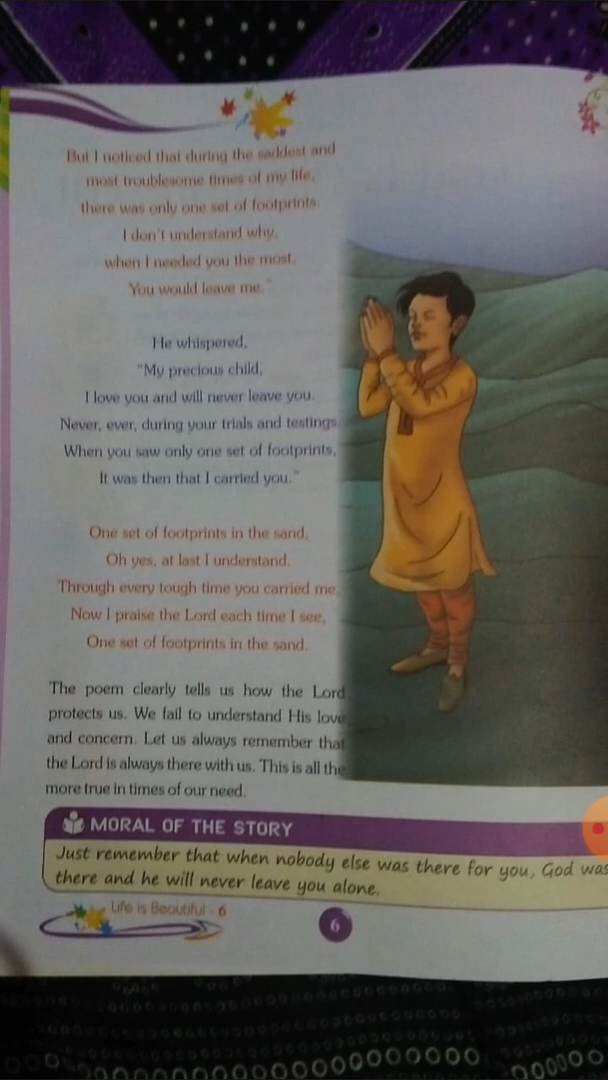 But I noticed that during the saddest and
most troublesome times of my life,
there was only one set of footprints.
I don't understand why,
when I needed you the most,
You would leave me."
He whispered,
"My precious child,
I love you and will never leave you.
Never, ever, during your trials and testings.
When you saw only one set of footprints,
It was then that I carried you."
One set of footprints in the sand,
Oh yes, at last I understand.
Through every tough time you carried me,
Now I praise the Lord each time I see,
One set of footprints in the sand.
The poem clearly tells us how the Lord
protects us. We fail to understand His love
and concern. Let us always remember that
the Lord is always there with us. This is all the
more true in times of our need.
MORAL OF THE STORY
Just remember that when nobody else was there for you, God was
there and he will never leave you alone.
Life is Beautiful - 6
6